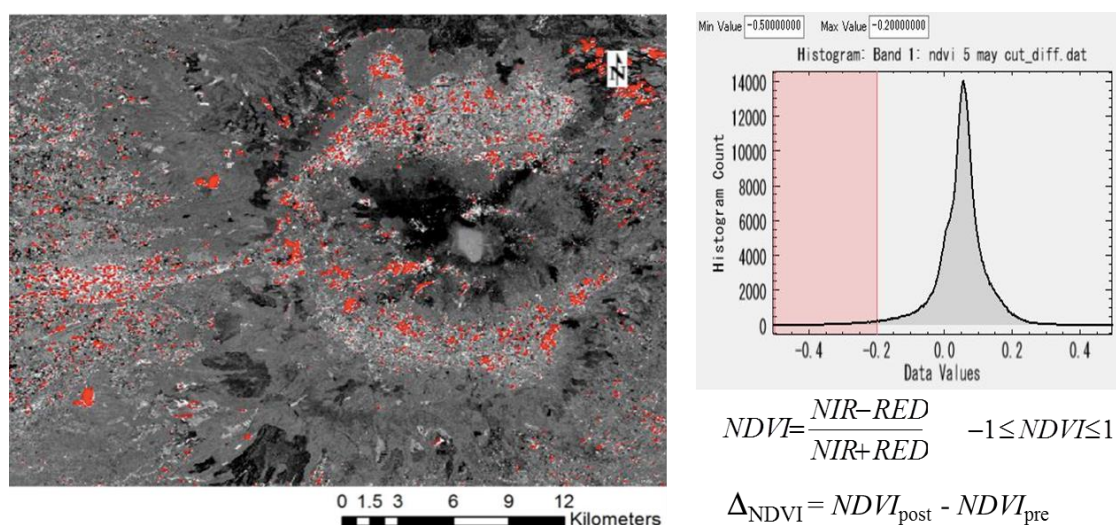 N
0 1.5 3 6 9 12
Kilometers
Min Value -0.50000000 Max Value -0.20000000
Histogram: Band 1: ndvi 5 may cut_diff.dat
Histogram Count
14000
12000
10000
8000
6000
4000
2000
0
-0.4 -0.2 0.0 0.2 0.4
Data Values
NDVI=NIR−RED/NIR+RED −1≤NDVI≤1
Δ_NDVI = NDVI_post - NDVI_pre